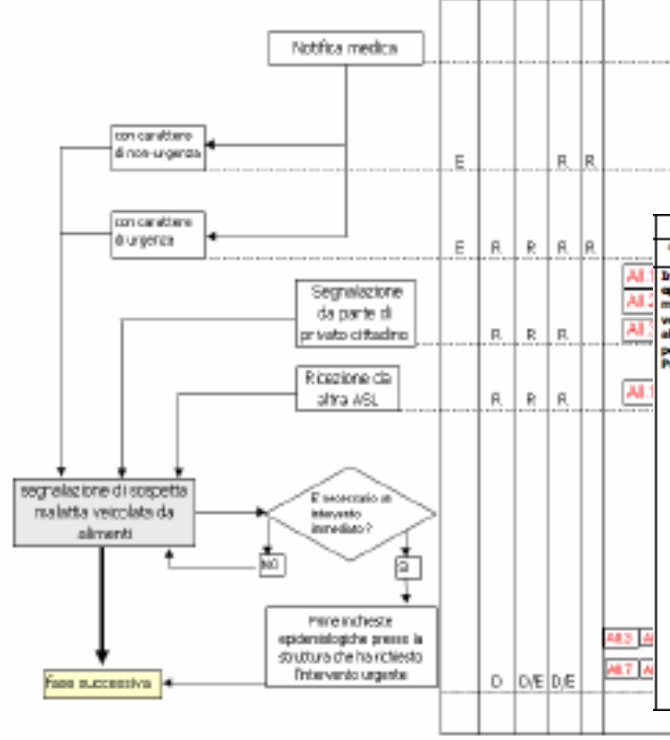 Notifica medica
con carattere
di non-urgenza
E R R
con carattere
di urgenza
E R R R R
Segnalazione
da parte di
privato cittadino
R R R
All.1
All.2
All.3
Ricezione da
altra ASL
R R R
All.1
segnalazione di sospetta
malattia veicolata da
alimenti
E' necessario un
intervento
immediato ?
NO
SI
Prime inchieste
epidemiologiche presso la
struttura che ha richiesto
l'intervento urgente
D D/E D/E
All.3
All.7
fase successiva